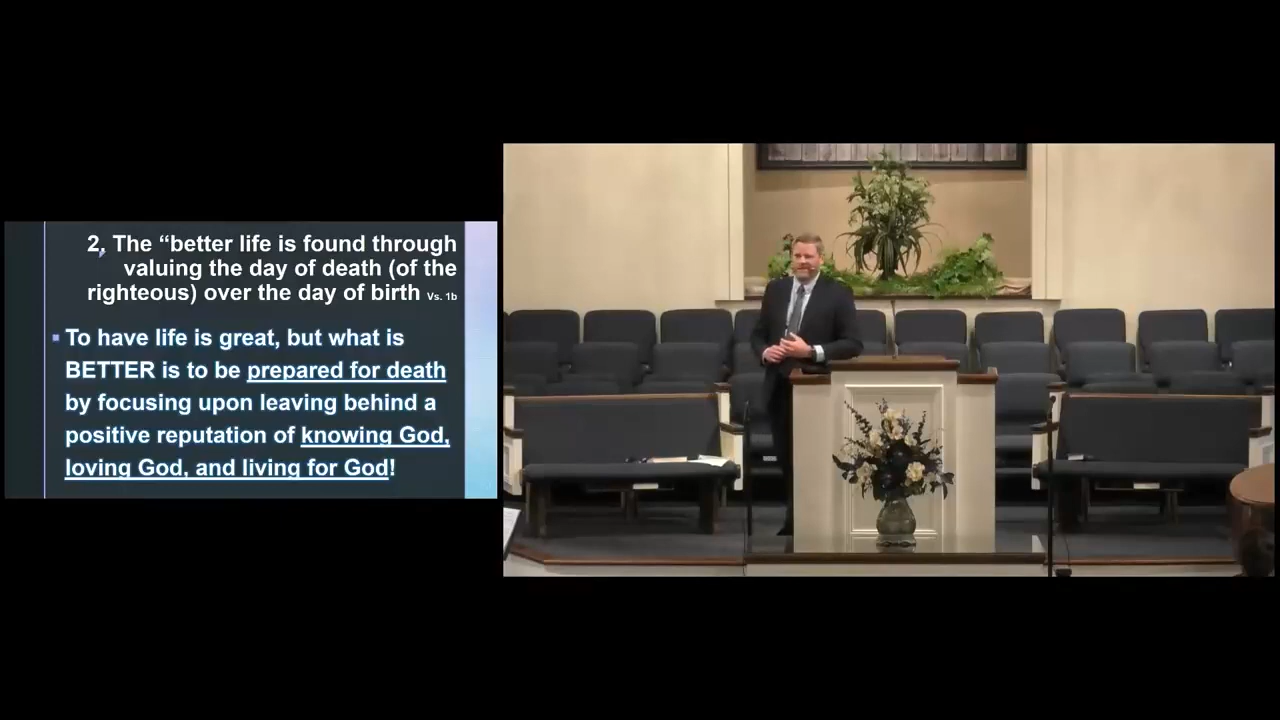 2. The “better life is found through
valuing the day of death (of the
righteous) over the day of birth Vs. 1b
▪ To have life is great, but what is
BETTER is to be prepared for death
by focusing upon leaving behind a
positive reputation of knowing God,
loving God, and living for God!